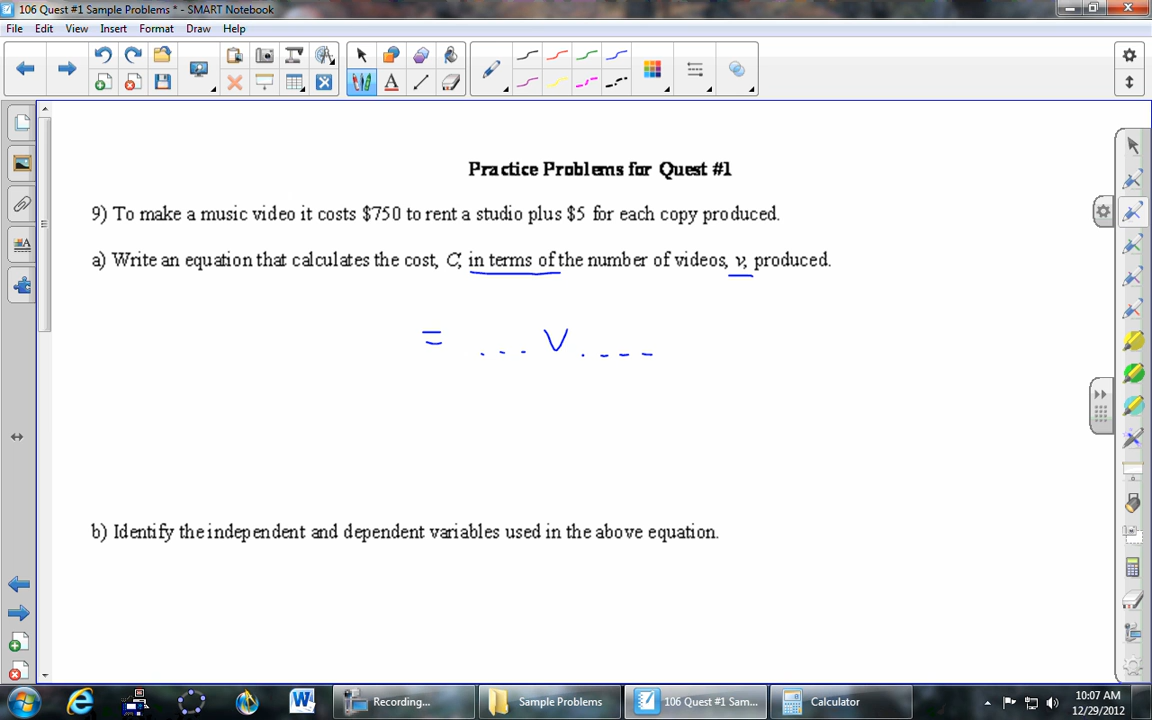 106 Quest #1 Sample Problems * - SMART Notebook
File Edit View Insert Format Draw Help
Practice Problems for Quest #1
9) To make a music video it costs $750 to rent a studio plus $5 for each copy produced.
a) Write an equation that calculates the cost, C, in terms of the number of videos, v, produced.
= ... V ....
b) Identify the independent and dependent variables used in the above equation.
Recording... Sample Problems 106 Quest #1 Sam... Calculator
10:07 AM
12/29/2012